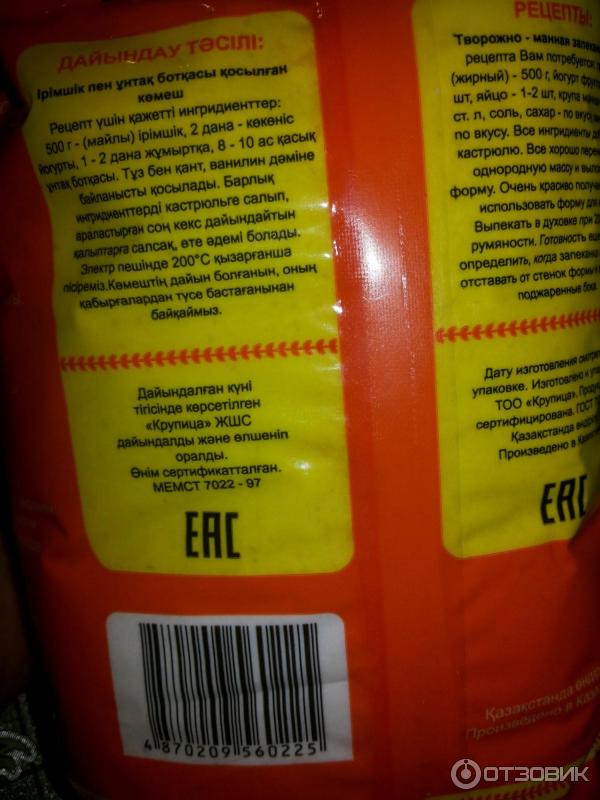 ДАЙЫНДАУ ТӘСІЛІ:
Ірімшік пен ұнтақ ботқасы қосылған
көмеш
Рецепт үшін қажетті ингридиенттер:
500 г - (майлы) ірімшік, 2 дана - көкөніс
йогурты, 1 - 2 дана жұмыртқа, 8 - 10 ас қасық
ұнтақ ботқасы. Тұз бен қант, ванилин дәміне
байланысты қосылады. Барлық
ингридиенттерді кастрюльге салып,
араластырған соң кекс дайындайтын
қалыптарға салсақ, өте әдемі болады.
Электр пешінде 200°С қызарғанша
пісіреміз.Көмештің дайын болғанын, оның
қабырғалардан түсе бастағанынан
байқаймыз.
Дайындалған күні
тігісінде көрсетілген
«Крупица» ЖШС
дайындалды және өлшеніп
оралды.
Өнім сертификатталған.
МЕМСТ 7022 - 97
ЕАС
4 870209 560225
РЕЦЕПТЫ:
Творожно - манная
рецепта Вам потребуется:
(жирный) - 500 г, йогурт
шт, яйцо - 1-2 шт, крупа
ст. л, соль, сахар - по вкусу,
по вкусу. Все ингредиенты
кастрюлю. Все хорошо
однородную массу и
форму. Очень красиво
использовать форму для
Выпекать в духовке при
румяности. Готовность
определить, когда запеканка
отставать от стенок формы и
поджаренные бока.
Дату изготовления
упаковке. Изготовлено и
ТОО «Крупица».
сертифицирована. ГОСТ
Қазақстанда
Произведено в
ЕАС
Қазақстанда
Произведено в
ОТЗОВИК